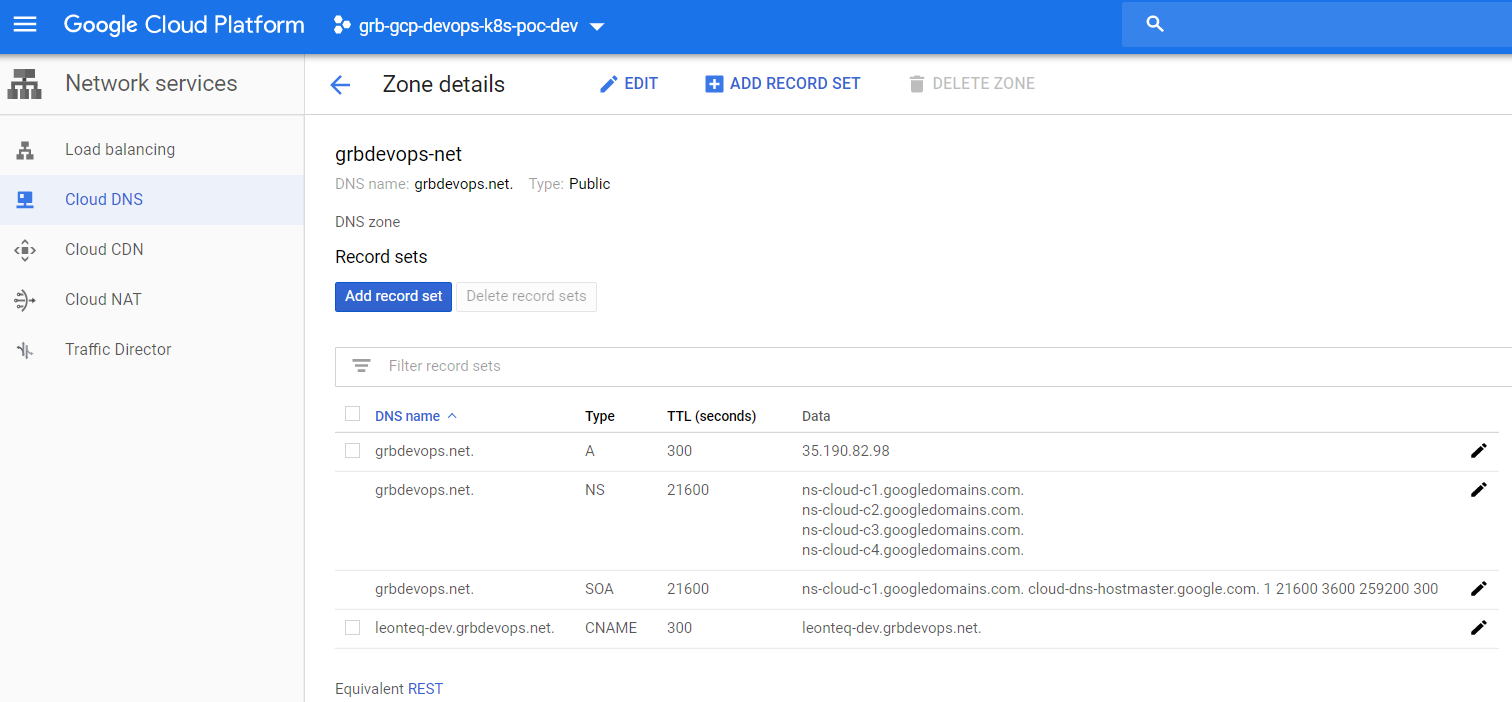 Google Cloud Platform grb-gcp-devops-k8s-poc-dev
Network services
Zone details EDIT ADD RECORD SET DELETE ZONE
Load balancing
Cloud DNS
Cloud CDN
Cloud NAT
Traffic Director
grbdevops-net
DNS name: grbdevops.net. Type: Public
DNS zone
Record sets
Add record set Delete record sets
Filter record sets
DNS name Type TTL (seconds) Data
grbdevops.net. A 300 35.190.82.98
grbdevops.net. NS 21600 ns-cloud-c1.googledomains.com.
ns-cloud-c2.googledomains.com.
ns-cloud-c3.googledomains.com.
ns-cloud-c4.googledomains.com.
grbdevops.net. SOA 21600 ns-cloud-c1.googledomains.com. cloud-dns-hostmaster.google.com. 1 21600 3600 259200 300
leonteq-dev.grbdevops.net. CNAME 300 leonteq-dev.grbdevops.net.
Equivalent REST